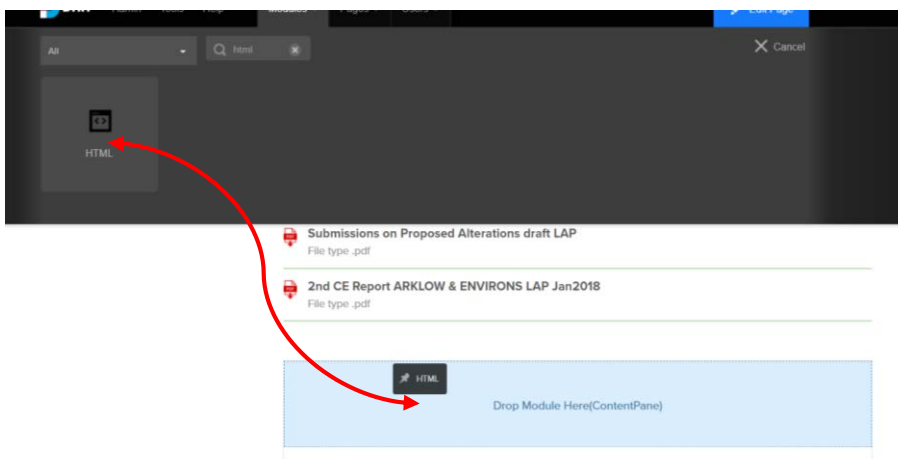 All html Cancel
HTML
Submissions on Proposed Alterations draft LAP
File type .pdf
2nd CE Report ARKLOW & ENVIRONS LAP Jan2018
File type .pdf
HTML
Drop Module Here(ContentPane)